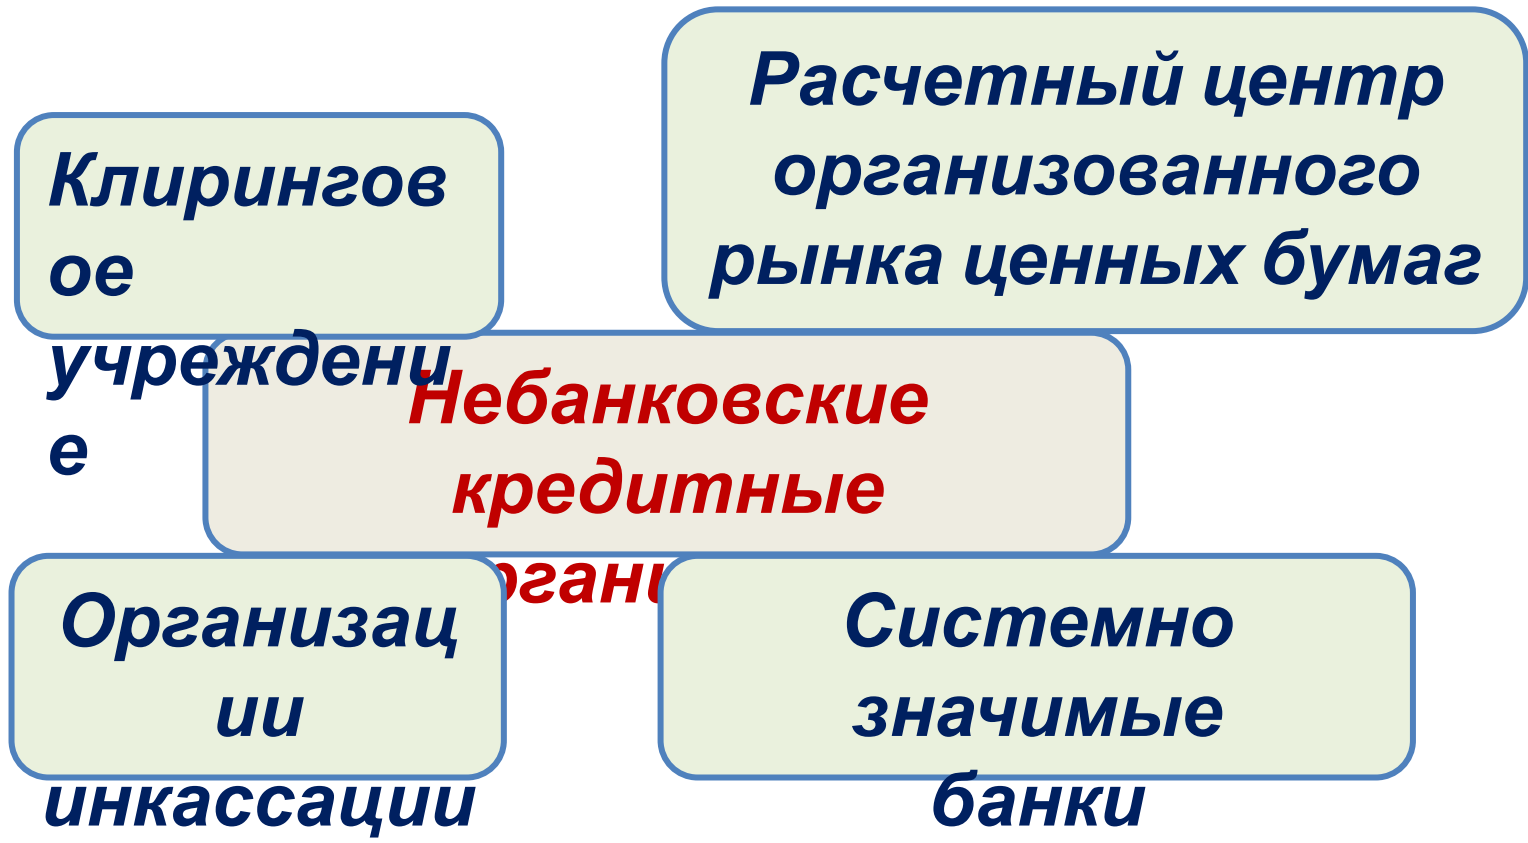 Расчетный центр
организованного
рынка ценных бумаг
Клирингов
ое
учреждени
е
Небанковские
кредитные
Организац
ии
инкассации
Системно
значимые
банки